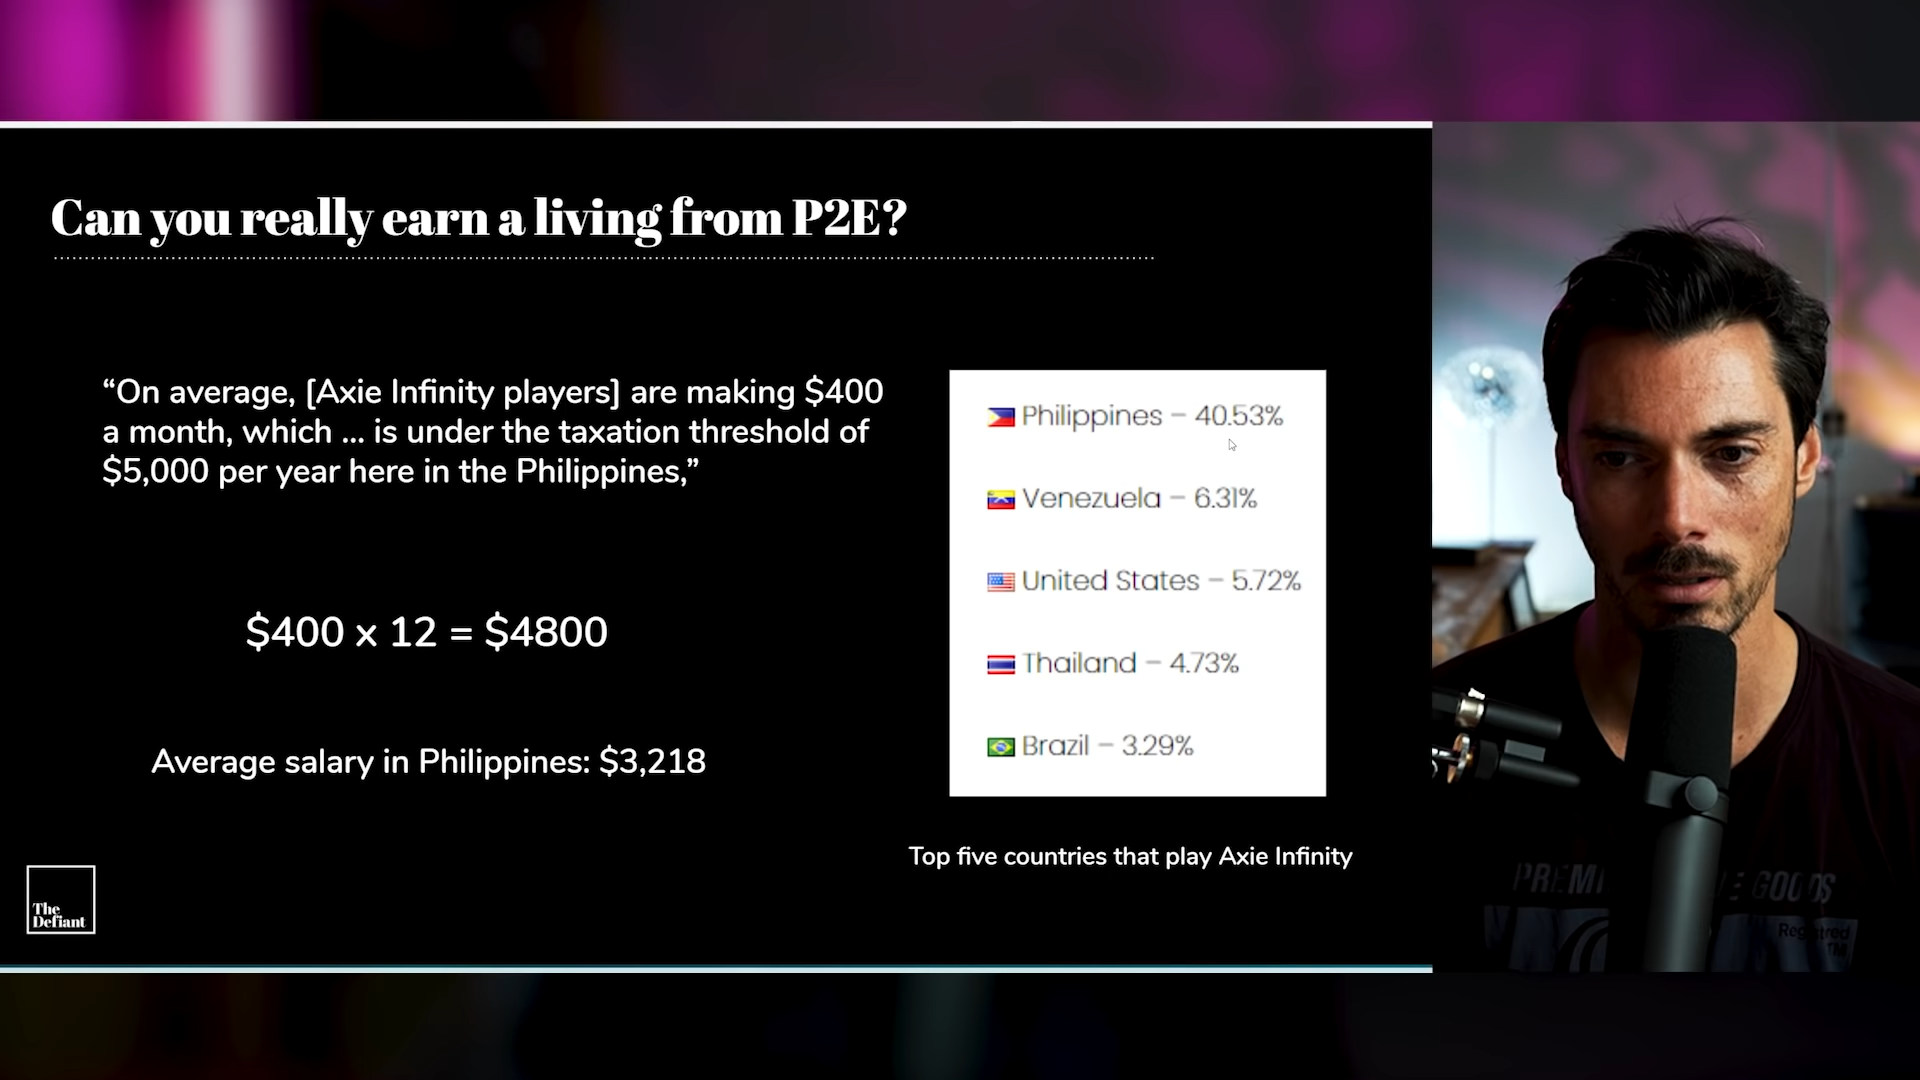 Can you really earn a living from P2E?
“On average, [Axie Infinity players] are making $400
a month, which ... is under the taxation threshold of
$5,000 per year here in the Philippines,”
$400 x 12 = $4800
Average salary in Philippines: $3,218
Philippines – 40.53%
Venezuela – 6.31%
United States – 5.72%
Thailand – 4.73%
Brazil – 3.29%
Top five countries that play Axie Infinity
The
Defiant
GOODS
TM